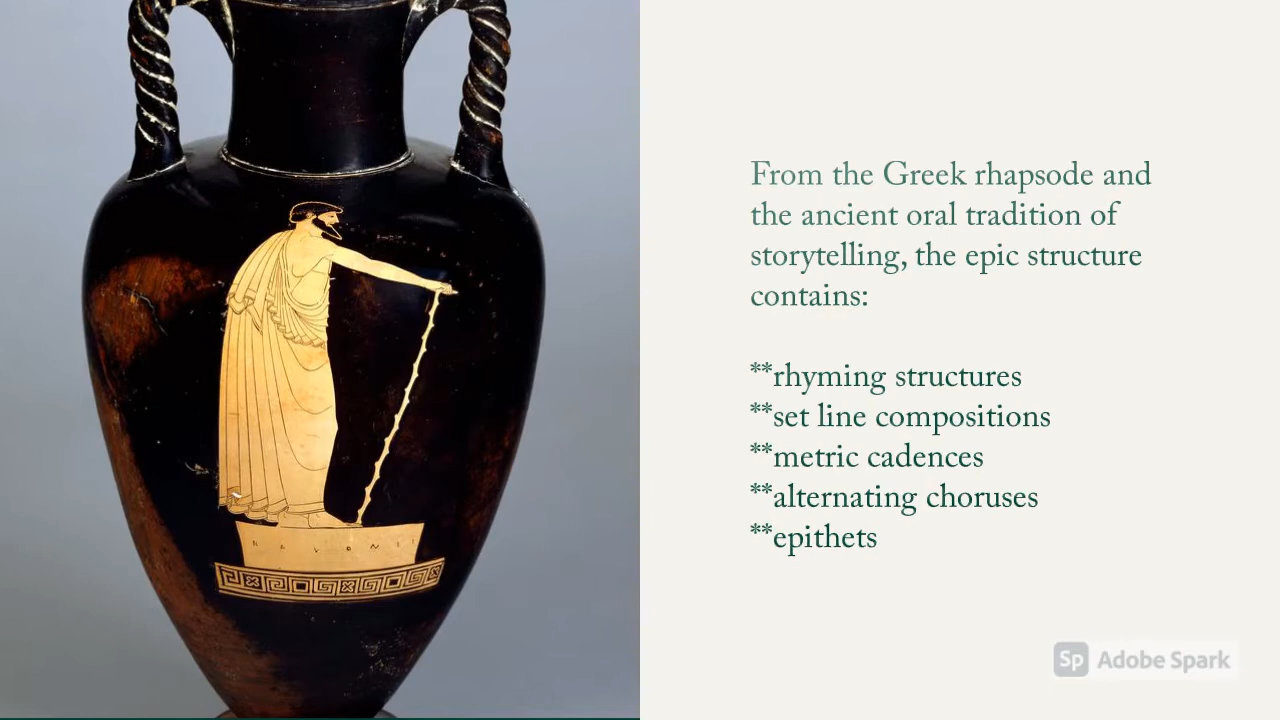 From the Greek rhapsode and
the ancient oral tradition of
storytelling, the epic structure
contains:
**rhyming structures
**set line compositions
**metric cadences
**alternating choruses
**epithets
Sp Adobe Spark